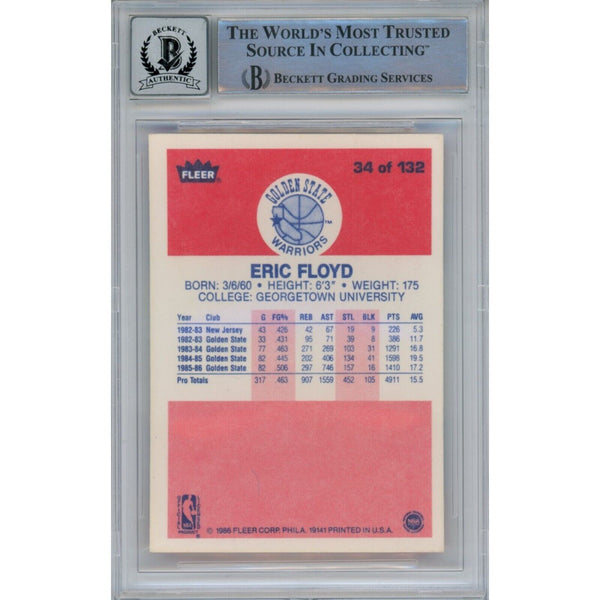 BECKETT
B
AUTHENTIC
THE WORLD'S MOST TRUSTED
SOURCE IN COLLECTING™
B BECKETT GRADING SERVICES
FLEER
34 of 132
GOLDEN STATE
WARRIORS
TM
ERIC FLOYD
BORN: 3/6/60 • HEIGHT: 6'3" • WEIGHT: 175
COLLEGE: GEORGETOWN UNIVERSITY
Year Club G FG% REB AST STL BLK PTS AVG
1982-83 New Jersey 43 .426 42 67 19 9 226 5.3
1982-83 Golden State 33 .431 95 71 39 8 386 11.7
1983-84 Golden State 77 .463 271 269 103 31 1291 16.8
1984-85 Golden State 82 .445 202 406 134 41 1598 19.5
1985-86 Golden State 82 .506 297 746 157 16 1410 17.2
Pro Totals 317 .463 907 1559 452 105 4911 15.5
NBA
PRODUCT
© 1986 FLEER CORP. PHILA. 19141 PRINTED IN U.S.A.